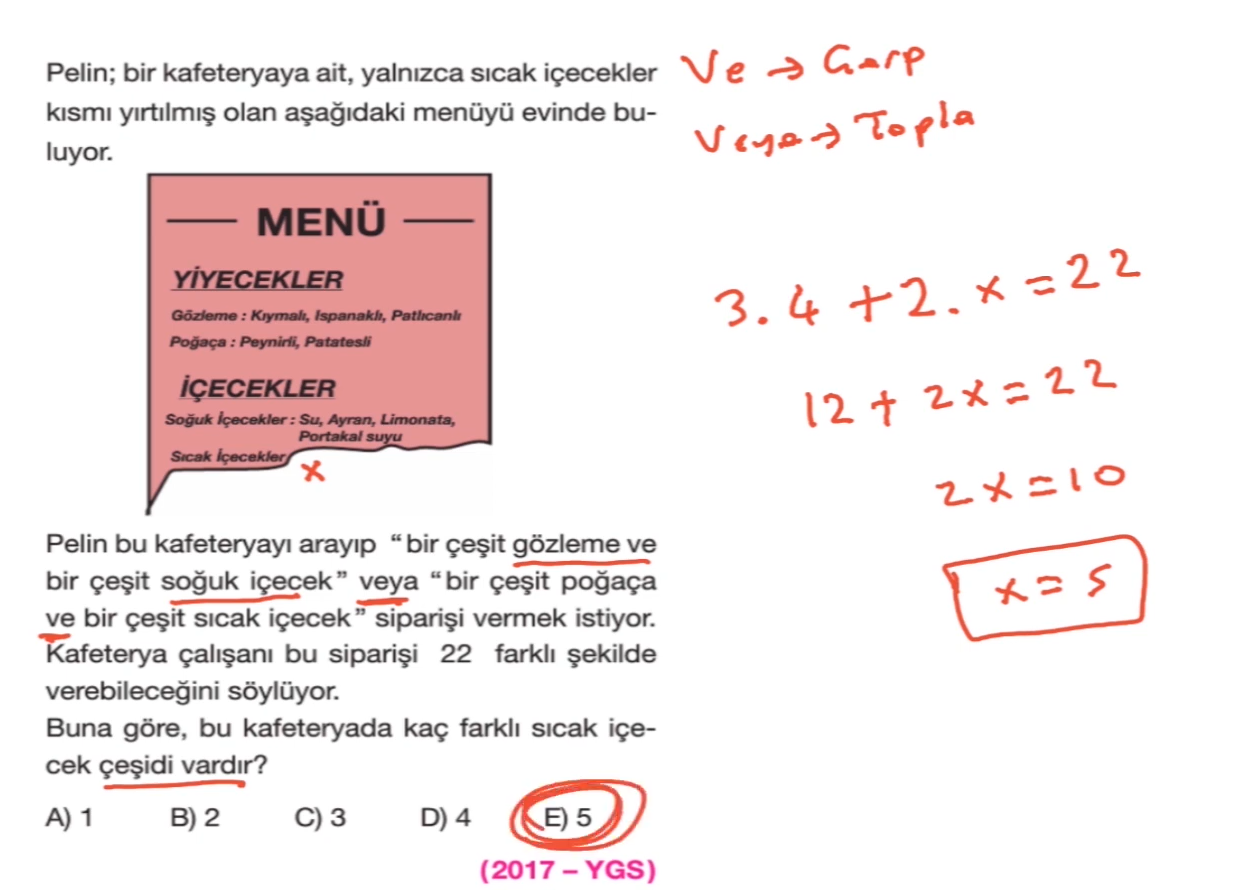 Pelin; bir kafeteryaya ait, yalnızca sıcak içecekler
kısmı yırtılmış olan aşağıdaki menüyü evinde bu-
luyor.
MENÜ
YİYECEKLER
Gözleme : Kıymalı, Ispanaklı, Patlıcanlı
Poğaça : Peynirli, Patatesli
İÇECEKLER
Soğuk İçecekler : Su, Ayran, Limonata,
Portakal suyu
Sıcak İçecekler
x
Pelin bu kafeteryayı arayıp “bir çeşit gözleme ve
bir çeşit soğuk içecek” veya “bir çeşit poğaça
ve bir çeşit sıcak içecek” siparişi vermek istiyor.
Kafeterya çalışanı bu siparişi 22 farklı şekilde
verebileceğini söylüyor.
Buna göre, bu kafeteryada kaç farklı sıcak içe-
cek çeşidi vardır?
A) 1 B) 2 C) 3 D) 4 E) 5
(2017 – YGS)
Ve → Çarp
Veya → Topla
3.4 + 2.x = 22
12 + 2x = 22
2x = 10
x = 5